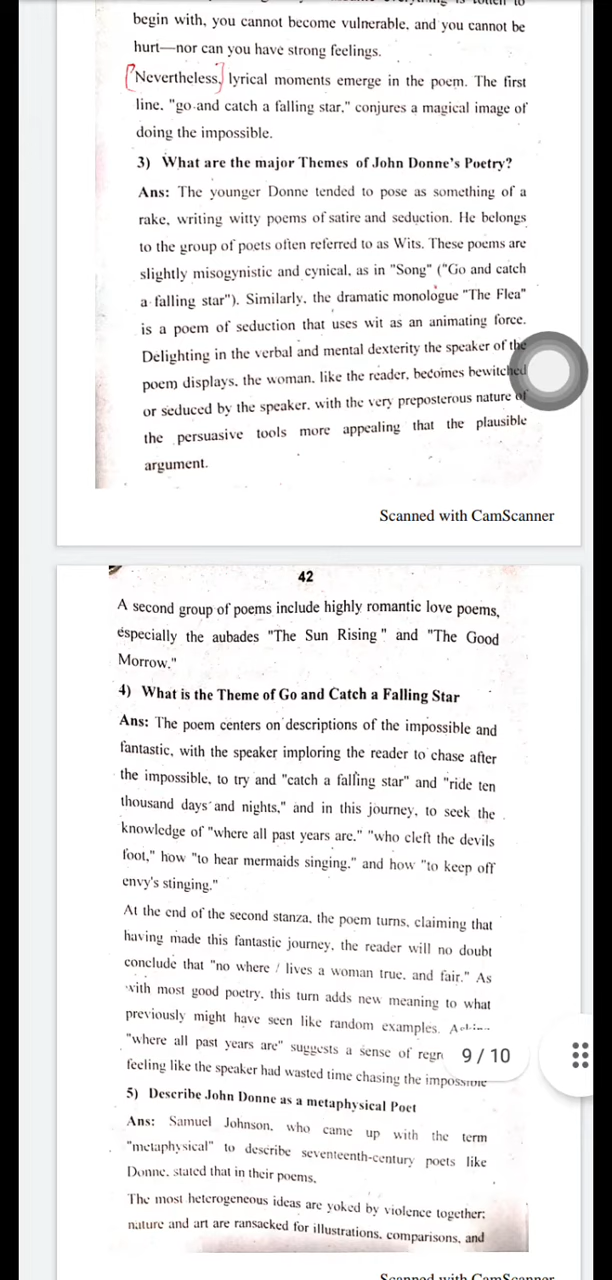 begin with, you cannot become vulnerable, and you cannot be
hurt—nor can you have strong feelings.
Nevertheless, lyrical moments emerge in the poem. The first
line, "go and catch a falling star," conjures a magical image of
doing the impossible.
3) What are the major Themes of John Donne's Poetry?
Ans: The younger Donne tended to pose as something of a
rake, writing witty poems of satire and seduction. He belongs
to the group of poets often referred to as Wits. These poems are
slightly misogynistic and cynical, as in "Song" ("Go and catch
a falling star"). Similarly, the dramatic monologue "The Flea"
is a poem of seduction that uses wit as an animating force.
Delighting in the verbal and mental dexterity the speaker of the
poem displays, the woman, like the reader, becomes bewitched
or seduced by the speaker, with the very preposterous nature of
the persuasive tools more appealing that the plausible
argument.
Scanned with CamScanner
42
A second group of poems include highly romantic love poems,
especially the aubades "The Sun Rising" and "The Good
Morrow."
4) What is the Theme of Go and Catch a Falling Star
Ans: The poem centers on descriptions of the impossible and
fantastic, with the speaker imploring the reader to chase after
the impossible, to try and "catch a falling star" and "ride ten
thousand days and nights," and in this journey, to seek the
knowledge of "where all past years are," "who cleft the devils
foot," how "to hear mermaids singing," and how "to keep off
envy's stinging."
At the end of the second stanza, the poem turns, claiming that
having made this fantastic journey, the reader will no doubt
conclude that "no where / lives a woman true, and fair." As
with most good poetry, this turn adds new meaning to what
previously might have seen like random examples.
"where all past years are" suggests a sense of
9 / 10
feeling like the speaker had wasted time chasing the impossible
5) Describe John Donne as a metaphysical Poet
Ans: Samuel Johnson, who came up with the term
"metaphysical" to describe seventeenth-century poets like
Donne, stated that in their poems,
The most heterogeneous ideas are yoked by violence together;
nature and art are ransacked for illustrations, comparisons, and
Scanned with CamScanner